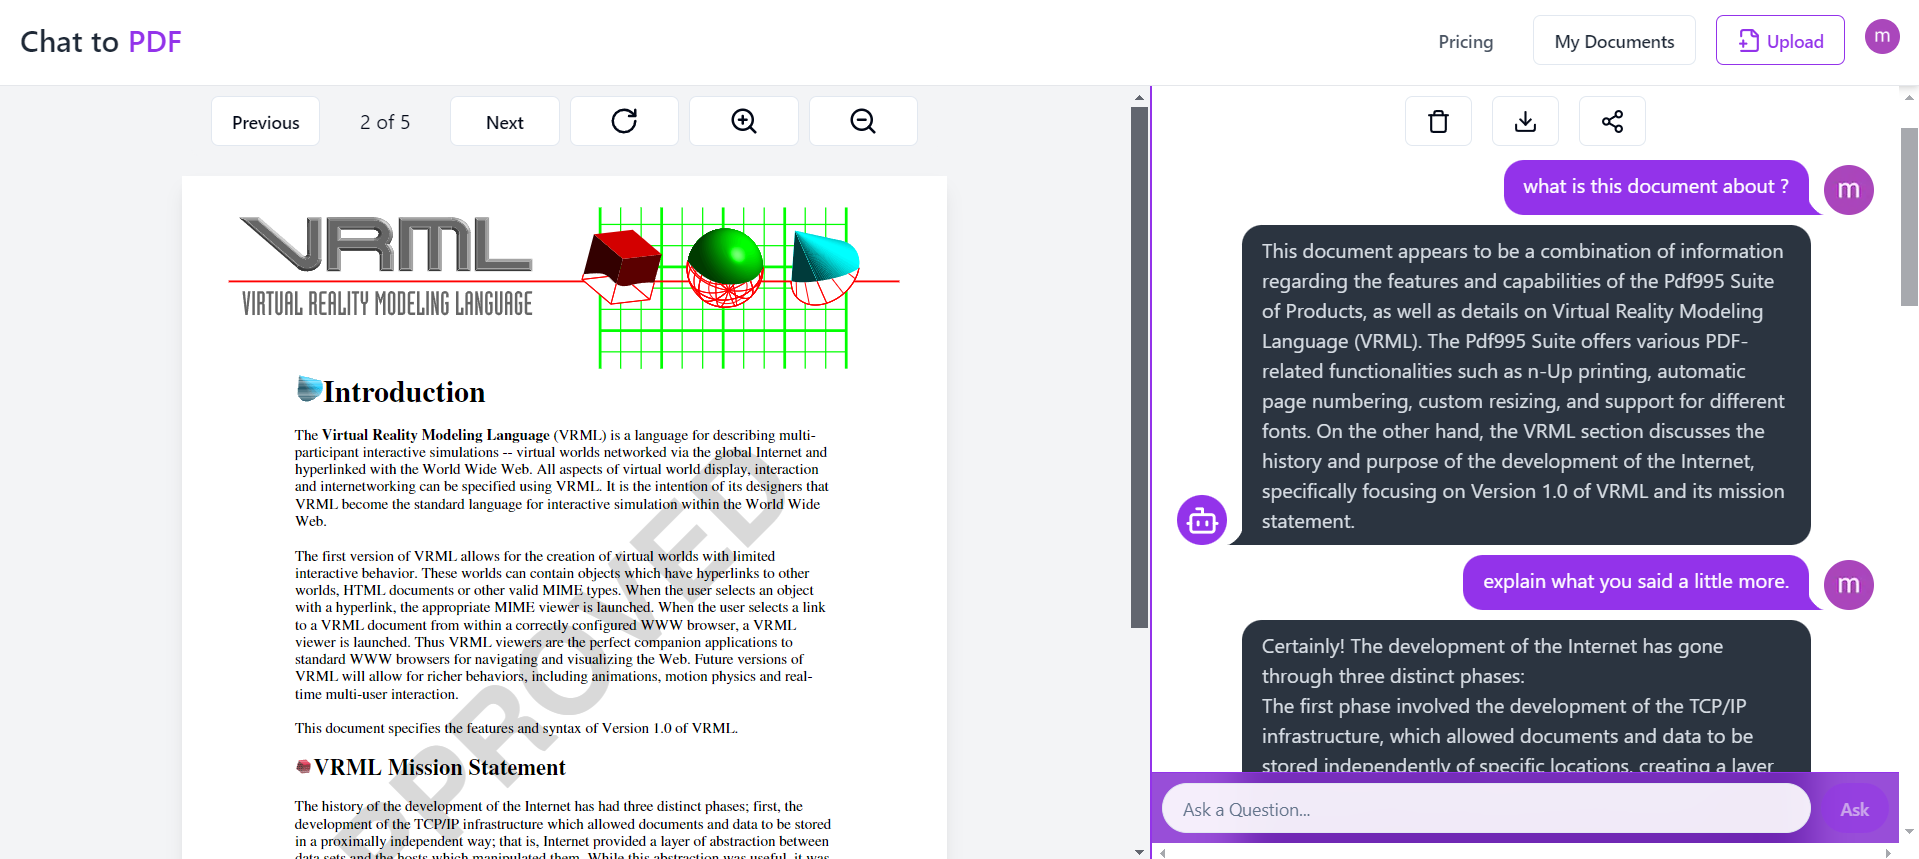 Chat to PDF
Pricing
My Documents
Upload
m
Previous
2 of 5
Next
VRML
VIRTUAL REALITY MODELING LANGUAGE
Introduction
The Virtual Reality Modeling Language (VRML) is a language for describing multi-
participant interactive simulations -- virtual worlds networked via the global Internet and
hyperlinked with the World Wide Web. All aspects of virtual world display, interaction
and internetworking can be specified using VRML. It is the intention of its designers that
VRML become the standard language for interactive simulation within the World Wide
Web.
The first version of VRML allows for the creation of virtual worlds with limited
interactive behavior. These worlds can contain objects which have hyperlinks to other
worlds, HTML documents or other valid MIME types. When the user selects an object
with a hyperlink, the appropriate MIME viewer is launched. When the user selects a link
to a VRML document from within a correctly configured WWW browser, a VRML
viewer is launched. Thus VRML viewers are the perfect companion applications to
standard WWW browsers for navigating and visualizing the Web. Future versions of
VRML will allow for richer behaviors, including animations, motion physics and real-
time multi-user interaction.
This document specifies the features and syntax of Version 1.0 of VRML.
VRML Mission Statement
The history of the development of the Internet has had three distinct phases; first, the
development of the TCP/IP infrastructure which allowed documents and data to be stored
in a proximally independent way; that is, Internet provided a layer of abstraction between
data sets and the hosts which manipulated them. While this abstraction was useful, it was
what is this document about ?
m
This document appears to be a combination of information
regarding the features and capabilities of the Pdf995 Suite
of Products, as well as details on Virtual Reality Modeling
Language (VRML). The Pdf995 Suite offers various PDF-
related functionalities such as n-Up printing, automatic
page numbering, custom resizing, and support for different
fonts. On the other hand, the VRML section discusses the
history and purpose of the development of the Internet,
specifically focusing on Version 1.0 of VRML and its mission
statement.
explain what you said a little more.
m
Certainly! The development of the Internet has gone
through three distinct phases:
The first phase involved the development of the TCP/IP
infrastructure, which allowed documents and data to be
stored independently of specific locations, creating a layer
Ask a Question...
Ask